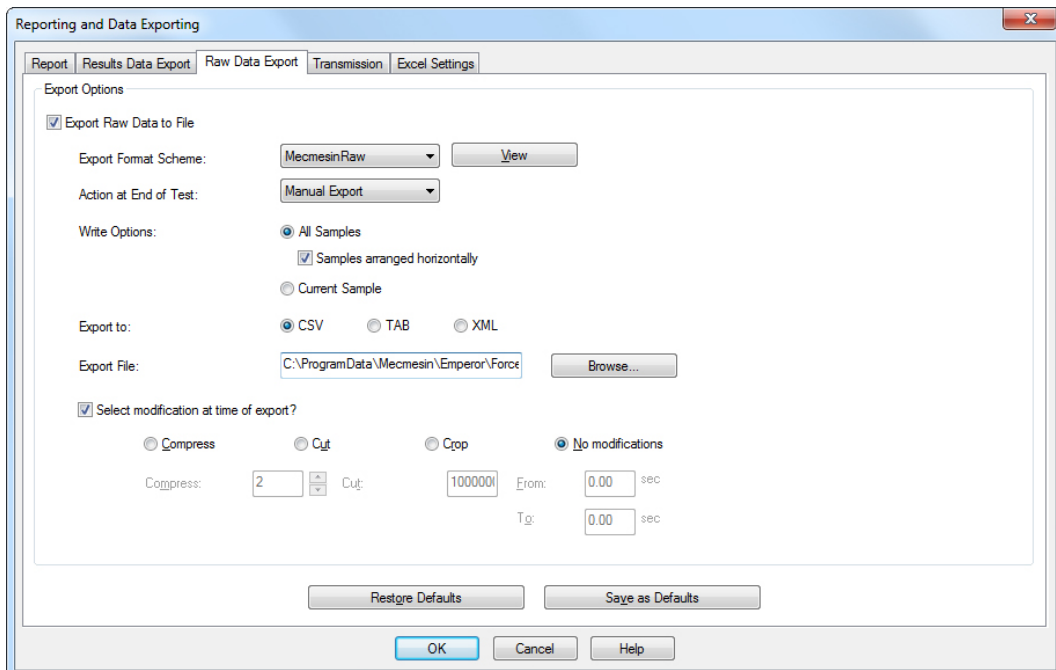 Reporting and Data Exporting
Report Results Data Export Raw Data Export Transmission Excel Settings
Export Options
Export Raw Data to File
Export Format Scheme: MecmesinRaw View
Action at End of Test: Manual Export
Write Options: All Samples
Samples arranged horizontally
Current Sample
Export to: CSV TAB XML
Export File: C:\ProgramData\Mecmesin\Emperor\Force Browse...
Select modification at time of export?
Compress Cut Crop No modifications
Compress: 2 Cut: 100000 From: 0.00 sec
To: 0.00 sec
Restore Defaults Save as Defaults
OK Cancel Help